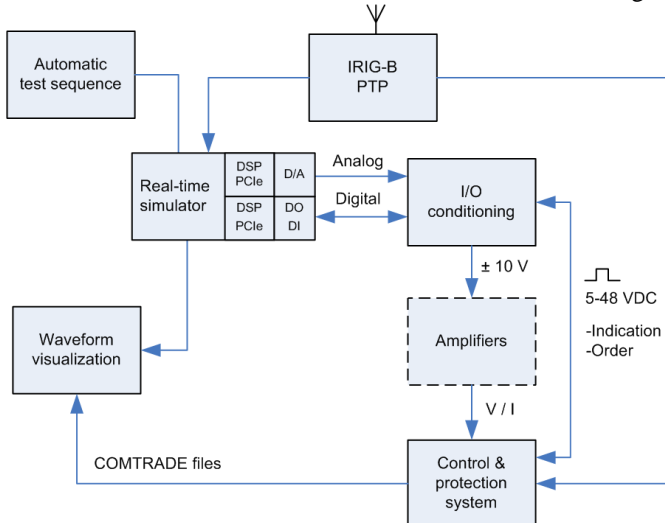 Automatic
test sequence
IRIG-B
PTP
Real-time
simulator
DSP
PCIe
D/A
DSP
PCIe
DO
DI
Analog
Digital
I/O
conditioning
± 10 V
5-48 VDC
-Indication
-Order
Waveform
visualization
Amplifiers
V / I
COMTRADE files
Control &
protection
system